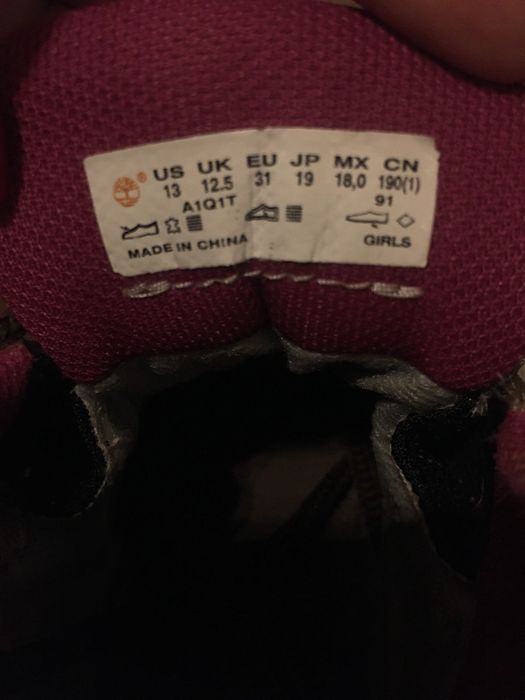 US UK EU JP MX CN
13 12.5 31 19 18,0 190(1)
A1Q1T 91
MADE IN CHINA GIRLS